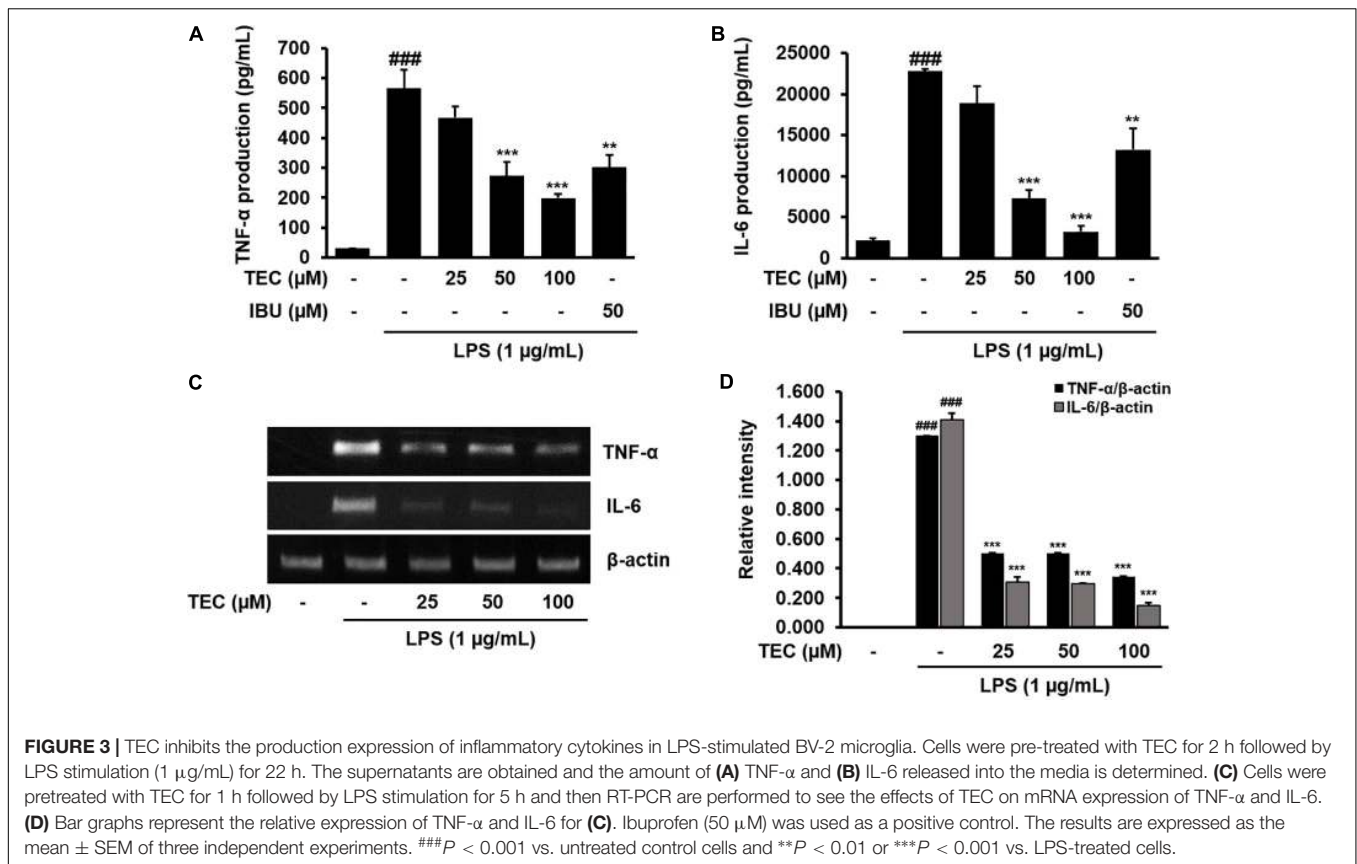 A
TNF-α production (pg/mL)
700
600
500
400
300
200
100
0
###
***
***
**
TEC (µM) - - 25 50 100 -
IBU (µM) - - - - - 50
LPS (1 µg/mL)
B
IL-6 production (pg/mL)
25000
20000
15000
10000
5000
0
###
***
***
**
TEC (µM) - - 25 50 100 -
IBU (µM) - - - - - 50
LPS (1 µg/mL)
C
TNF-α
IL-6
β-actin
TEC (µM) - - 25 50 100
LPS (1 µg/mL)
D
■TNF-α/β-actin
■IL-6/β-actin
Relative intensity
1.600
1.400
1.200
1.000
0.800
0.600
0.400
0.200
0.000
### ###
*** ***
*** ***
*** ***
TEC (µM) - - 25 50 100
LPS (1 µg/mL)
FIGURE 3 | TEC inhibits the production expression of inflammatory cytokines in LPS-stimulated BV-2 microglia. Cells were pre-treated with TEC for 2 h followed by
LPS stimulation (1 µg/mL) for 22 h. The supernatants are obtained and the amount of (A) TNF-α and (B) IL-6 released into the media is determined. (C) Cells were
pretreated with TEC for 1 h followed by LPS stimulation for 5 h and then RT-PCR are performed to see the effects of TEC on mRNA expression of TNF-α and IL-6.
(D) Bar graphs represent the relative expression of TNF-α and IL-6 for (C). Ibuprofen (50 µM) was used as a positive control. The results are expressed as the
mean ± SEM of three independent experiments. ###P < 0.001 vs. untreated control cells and **P < 0.01 or ***P < 0.001 vs. LPS-treated cells.